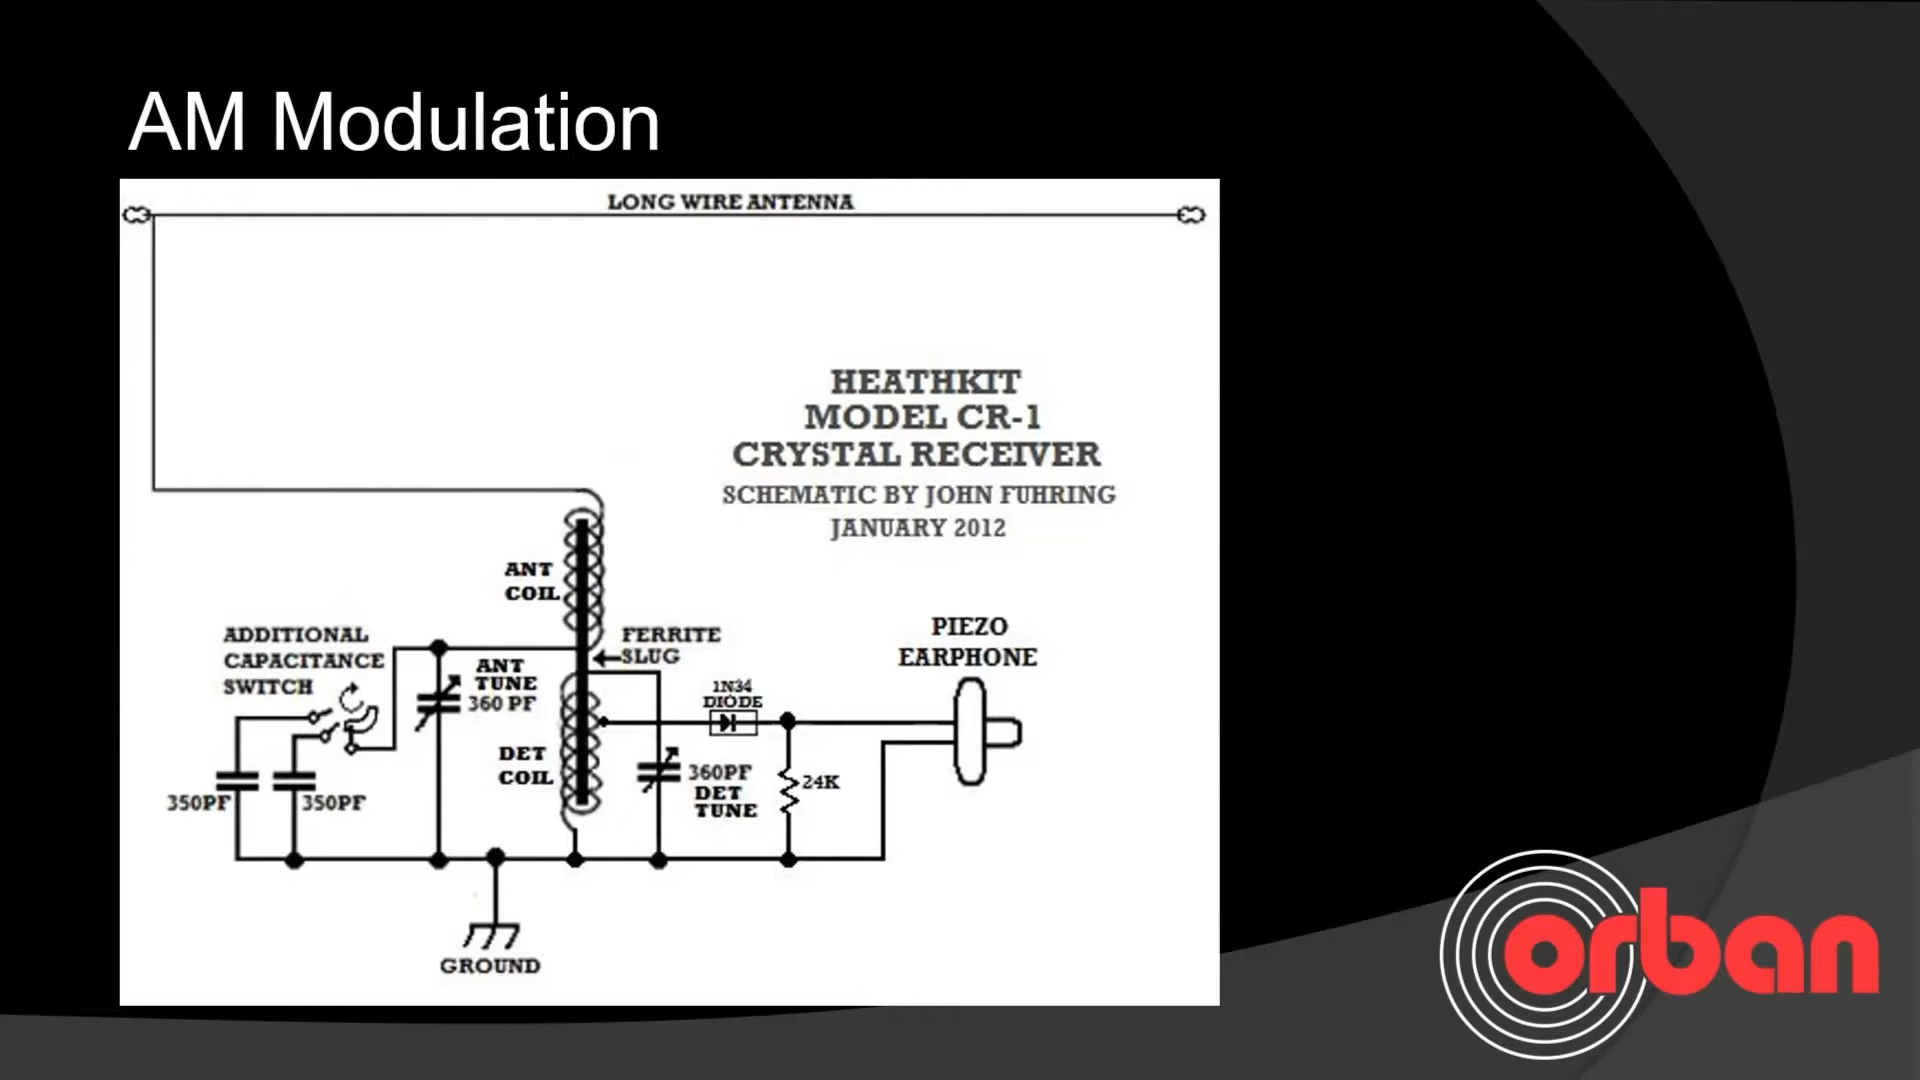 AM Modulation
LONG WIRE ANTENNA
HEATHKIT
MODEL CR-1
CRYSTAL RECEIVER
SCHEMATIC BY JOHN FUHRING
JANUARY 2012
ANT
COIL
ADDITIONAL
CAPACITANCE
SWITCH
ANT
TUNE
360 PF
FERRITE
SLUG
PIEZO
EARPHONE
1N34
DIODE
DET
COIL
360PF
DET
TUNE
24K
350PF
350PF
GROUND
orban